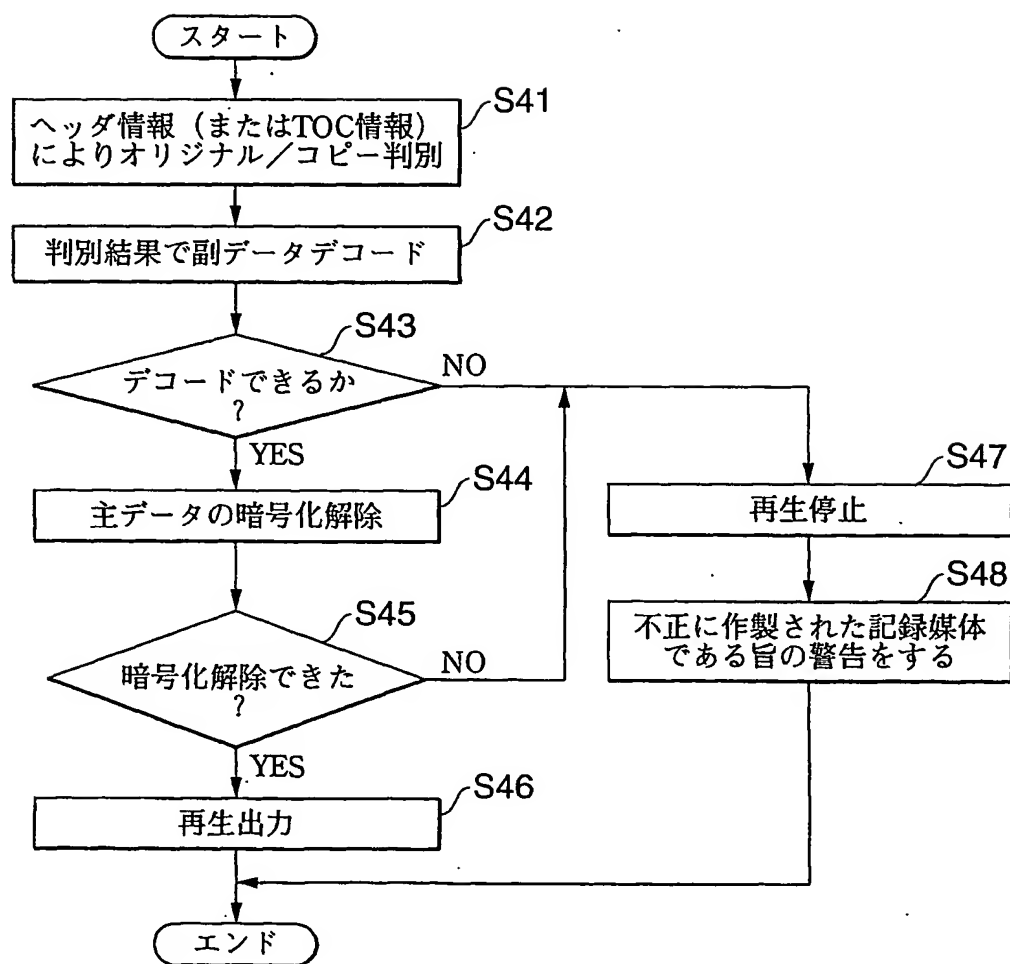 スタート
S41
ヘッダ情報（またはTOC情報）
によりオリジナル／コピー判別
S42
判別結果で副データデコード
S43
デコードできるか
?
NO
YES
S44
主データの暗号化解除
S45
暗号化解除できた
?
NO
YES
S46
再生出力
S47
再生停止
S48
不正に作製された記録媒体
である旨の警告をする
エンド